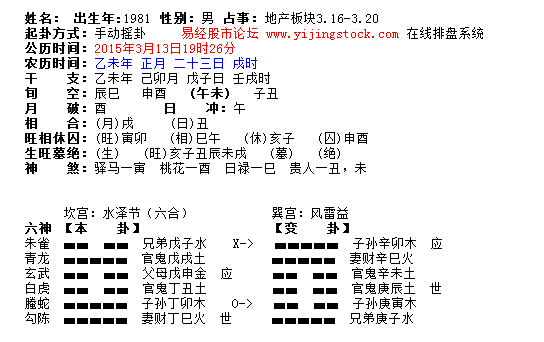 姓名： 出生年:1981 性别：男 占事：地产板块3.16-3.20
起卦方式：手动摇卦 易经股市论坛 www.yijingstock.com 在线排盘系统
公历时间：2015年3月13日19时26分
农历时间：乙未年 正月 二十三日 戌时
干 支：乙未年 己卯月 戊子日 壬戌时
旬 空：辰巳 申酉 (午未) 子丑
月 破：酉 日 冲：午
相 合：(月)戌 (日)丑
旺相休囚：(旺)寅卯 (相)巳午 (休)亥子 (囚)申酉
生旺墓绝：(生) (旺)亥子丑辰未戌 (墓) (绝)
神 煞：驿马—寅 桃花—酉 日禄—巳 贵人—丑，未
坎宫：水泽节（六合） 巽宫：风雷益
六神 【本 卦】 【变 卦】
朱雀 兄弟戊子水 X-> 子孙辛卯木 应
青龙 官鬼戊戌土 妻财辛巳火
玄武 父母戊申金 应 官鬼辛未土
白虎 官鬼丁丑土 官鬼庚辰土 世
螣蛇 子孙丁卯木 O-> 子孙庚寅木
勾陈 妻财丁巳火 世 兄弟庚子水